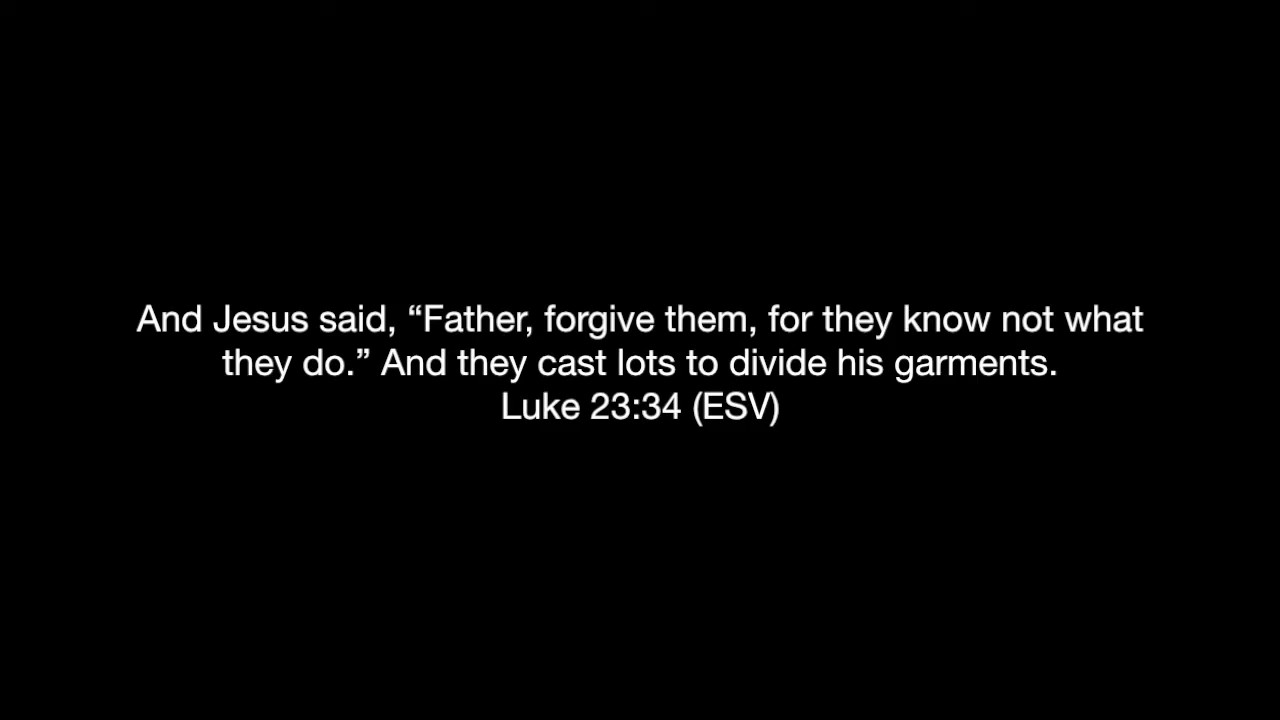 And Jesus said, “Father, forgive them, for they know not what
they do.” And they cast lots to divide his garments.
Luke 23:34 (ESV)